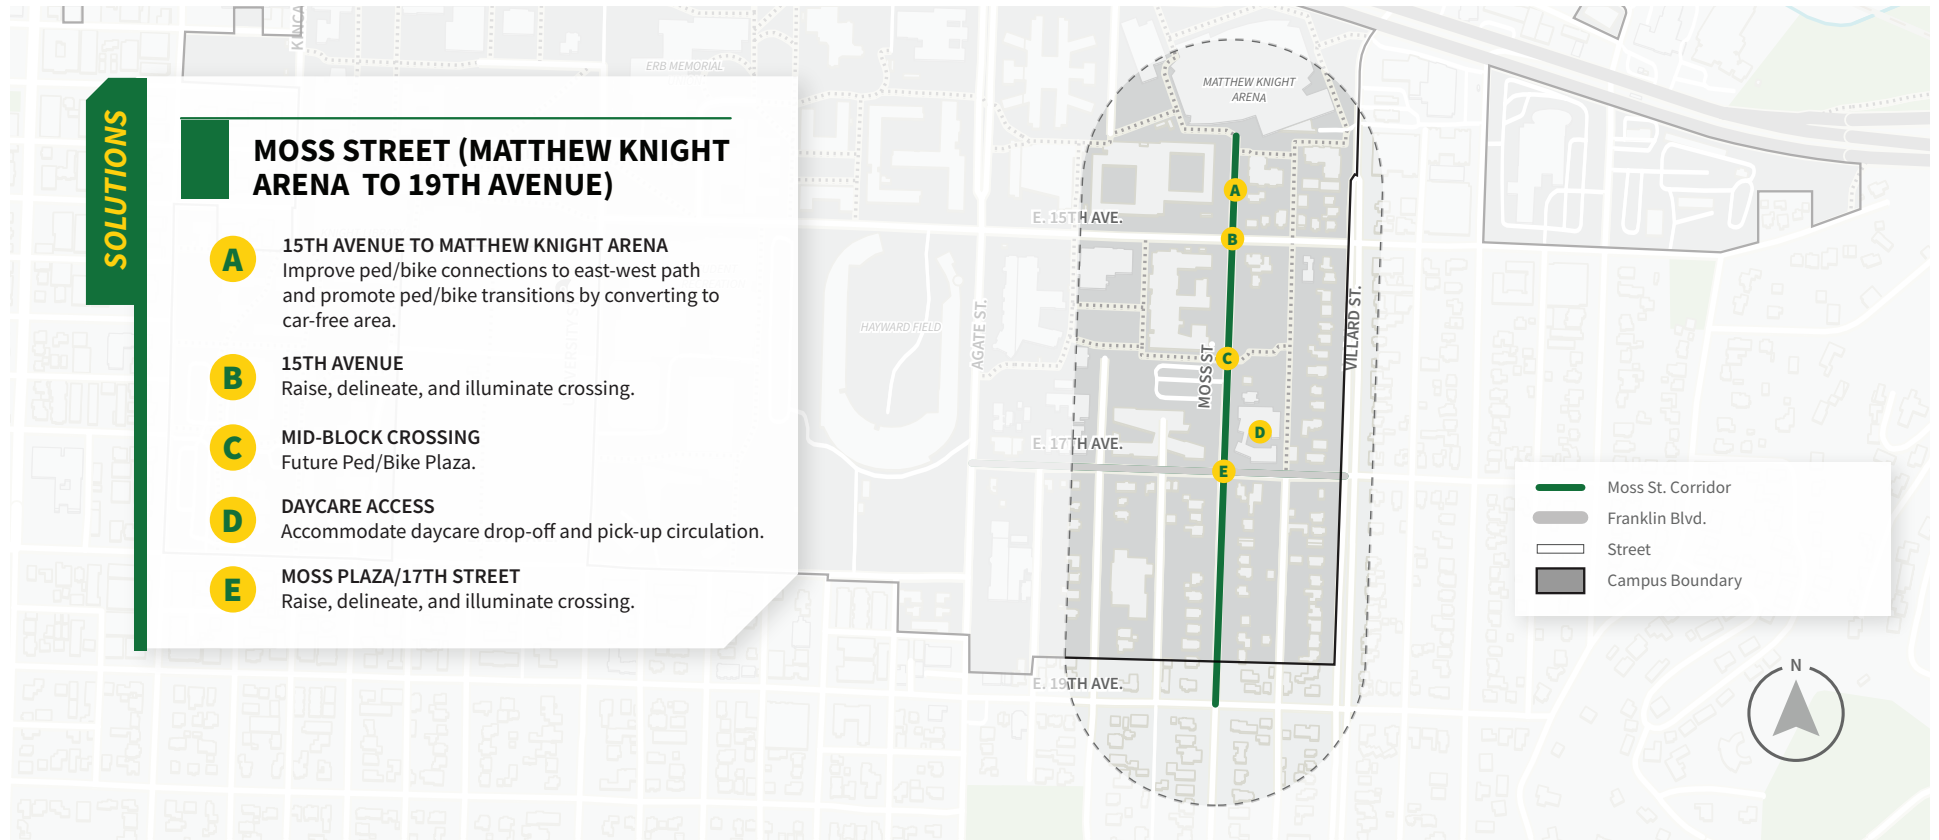 SOLUTIONS
MOSS STREET (MATTHEW KNIGHT
ARENA TO 19TH AVENUE)
A
15TH AVENUE TO MATTHEW KNIGHT ARENA
Improve ped/bike connections to east-west path
and promote ped/bike transitions by converting to
car-free area.
B
15TH AVENUE
Raise, delineate, and illuminate crossing.
C
MID-BLOCK CROSSING
Future Ped/Bike Plaza.
D
DAYCARE ACCESS
Accommodate daycare drop-off and pick-up circulation.
E
MOSS PLAZA/17TH STREET
Raise, delineate, and illuminate crossing.
KINCA
ERB MEMORIAL
MATTHEW KNIGHT
ARENA
A
E. 15TH AVE.
B
HAYWARD FIELD
AGATE ST.
MOSS ST
VILLARD ST.
C
D
E. 17TH AVE.
E
E. 19TH AVE.
Moss St. Corridor
Franklin Blvd.
Street
Campus Boundary
N